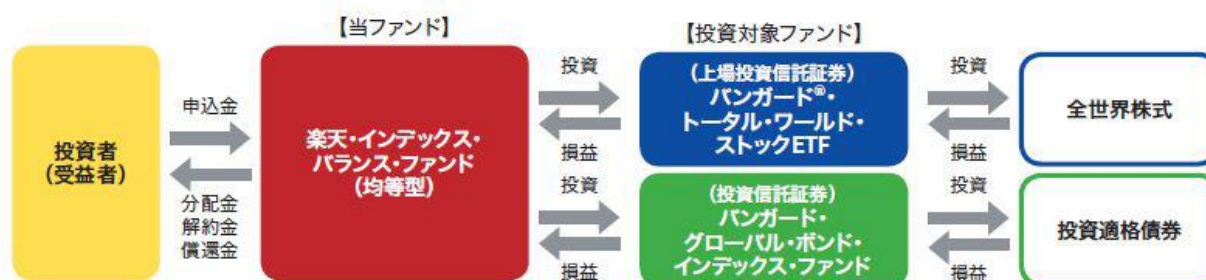 【当ファンド】
【投資対象ファンド】
投資者
(受益者)
申込金
分配金
解約金
償還金
楽天・インデックス・
バランス・ファンド
(均等型)
投資
損益
投資
損益
(上場投資信託証券)
バンガード®・
トータル・ワールド・
ストックETF
(投資信託証券)
バンガード・
グローバル・ボンド・
インデックス・ファンド
投資
損益
投資
損益
全世界株式
投資適格債券